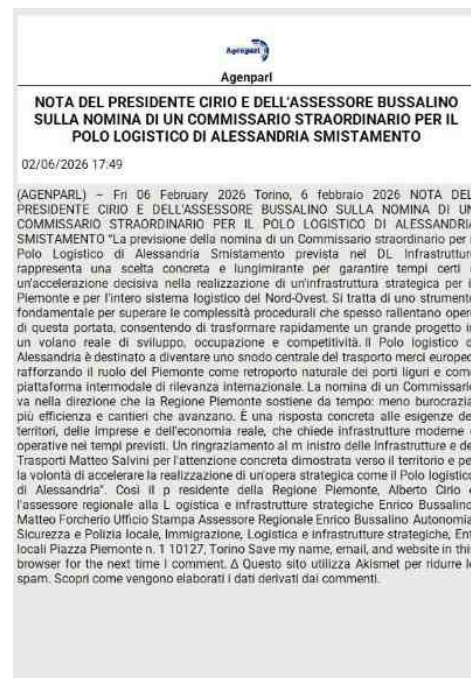 Agenparl
Agenparl
NOTA DEL PRESIDENTE CIRIO E DELL'ASSESSORE BUSSALINO
SULLA NOMINA DI UN COMMISSARIO STRAORDINARIO PER IL
POLO LOGISTICO DI ALESSANDRIA SMISTAMENTO
02/06/2026 17:49
(AGENPARL) – Fri 06 February 2026 Torino, 6 febbraio 2026 NOTA DEL
PRESIDENTE CIRIO E DELL'ASSESSORE BUSSALINO SULLA NOMINA DI UN
COMMISSARIO STRAORDINARIO PER IL POLO LOGISTICO DI ALESSANDRIA
SMISTAMENTO "La previsione della nomina di un Commissario straordinario per i
Polo Logistico di Alessandria Smistamento prevista nel DL Infrastrutture
rappresenta una scelta concreta e lungimirante per garantire tempi certi
un'accelerazione decisiva nella realizzazione di un'infrastruttura strategica per i
Piemonte e per l'intero sistema logistico del Nord-Ovest. Si tratta di uno strumento
fondamentale per superare le complessità procedurali che spesso rallentano opere
di questa portata, consentendo di trasformare rapidamente un grande progetto in
un volano reale di sviluppo, occupazione e competitività. Il Polo logistico d
Alessandria è destinato a diventare uno snodo centrale del trasporto merci europeo
rafforzando il ruolo del Piemonte come retroporto naturale dei porti liguri e come
piattaforma intermodale di rilevanza internazionale. La nomina di un Commissario
va nella direzione che la Regione Piemonte sostiene da tempo: meno burocrazia
più efficienza e cantieri che avanzano. È una risposta concreta alle esigenze dei
territori, delle imprese e dell'economia reale, che chiede infrastrutture moderne e
operative nei tempi previsti. Un ringraziamento al m inistro delle Infrastrutture e dei
Trasporti Matteo Salvini per l'attenzione concreta dimostrata verso il territorio e per
la volontà di accelerare la realizzazione di un'opera strategica come il Polo logistico
di Alessandria". Così il p residente della Regione Piemonte, Alberto Cirio e
l'assessore regionale alla L ogistica e infrastrutture strategiche Enrico Bussalino
Matteo Forcherio Ufficio Stampa Assessore Regionale Enrico Bussalino Autonomia
Sicurezza e Polizia locale, Immigrazione, Logistica e infrastrutture strategiche, Ent
locali Piazza Piemonte n. 1 10127, Torino Save my name, email, and website in this
browser for the next time I comment. Δ Questo sito utilizza Akismet per ridurre lo
spam. Scopri come vengono elaborati i dati derivati dai commenti.